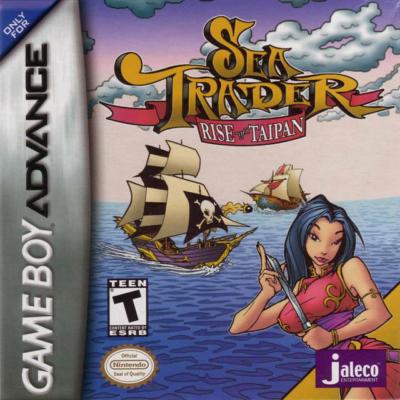 ONLY
FOR
GAME BOY ADVANCE
SEA
TRADER
RISE OF TAIPAN
TEEN
T
CONTENT RATED BY
ESRB
Official
Nintendo
Seal of Quality
jaleco
ENTERTAINMENT